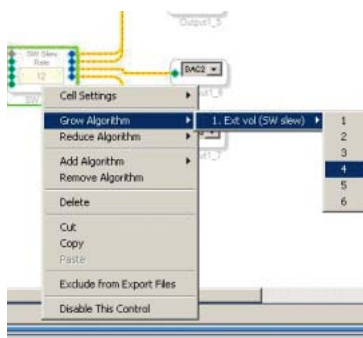 Output1_5
SW Slew
Rate
12
DAC2
SW
Cell Settings
Grow Algorithm
1. Ext vol (SW slew)
1
2
3
4
5
6
Reduce Algorithm
Add Algorithm
Remove Algorithm
Delete
Cut
Copy
Paste
Exclude from Export Files
Disable This Control